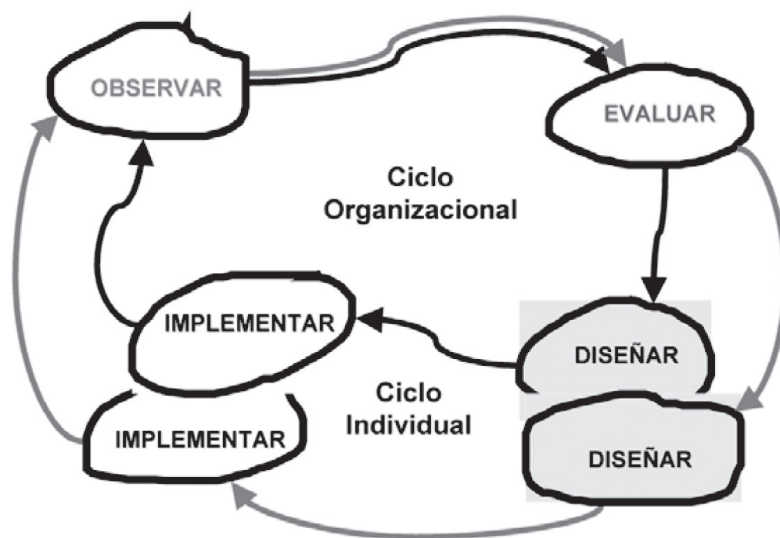 OBSERVAR
EVALUAR
Ciclo
Organizacional
IMPLEMENTAR
DISEÑAR
Ciclo
Individual
IMPLEMENTAR
DISEÑAR